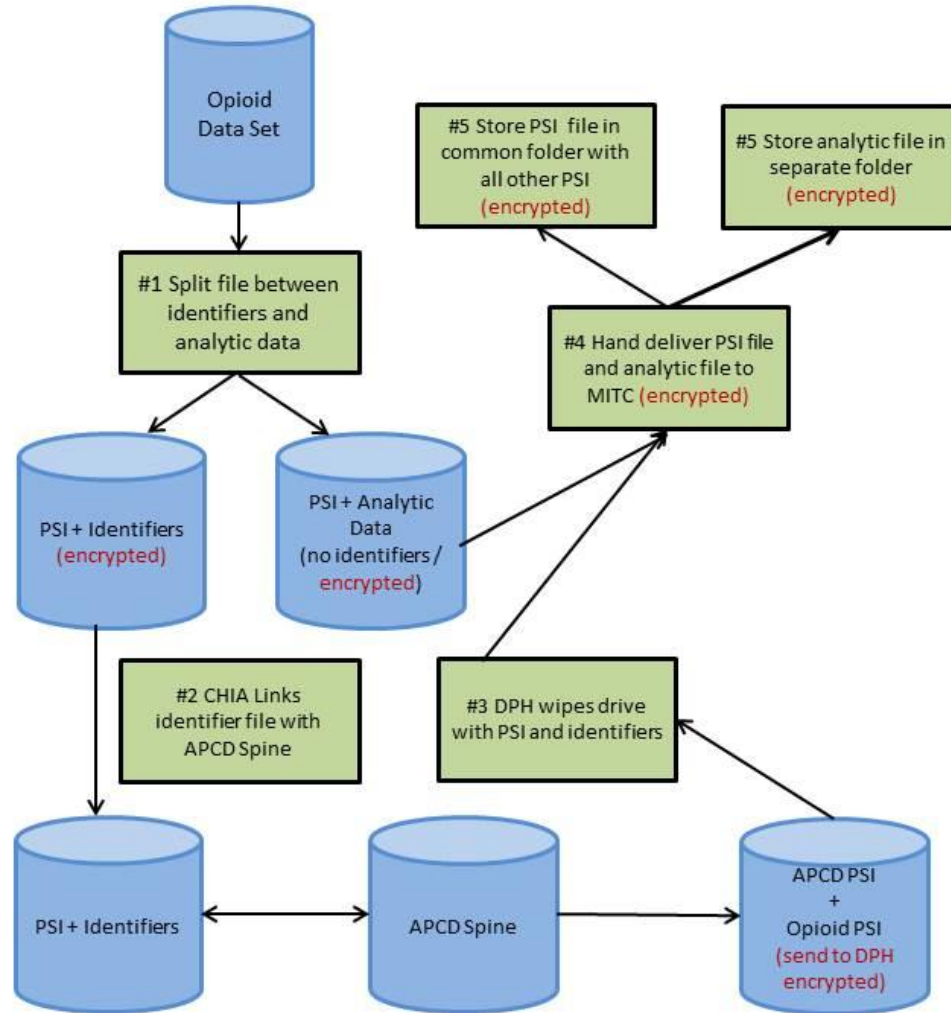 Opioid
Data Set
#1 Split file between
identifiers and
analytic data
PSI + Identifiers
(encrypted)
PSI + Analytic
Data
(no identifiers /
encrypted)
#2 CHIA Links
identifier file with
APCD Spine
PSI + Identifiers
APCD Spine
APCD PSI
+
Opioid PSI
(send to DPH
encrypted)
#3 DPH wipes drive
with PSI and identifiers
#4 Hand deliver PSI file
and analytic file to
MITC (encrypted)
#5 Store PSI file in
common folder with
all other PSI
(encrypted)
#5 Store analytic file in
separate folder
(encrypted)